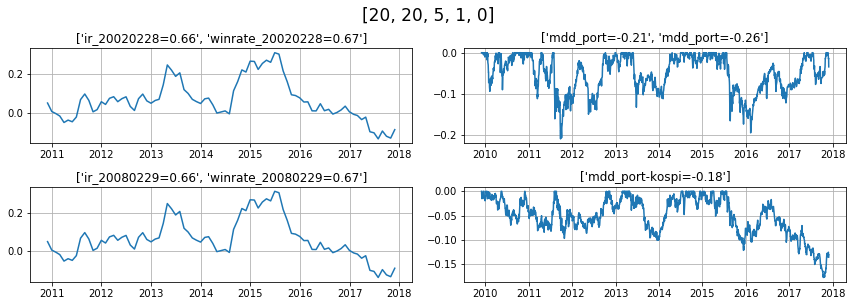 [20, 20, 5, 1, 0]
['ir_20020228=0.66', 'winrate_20020228=0.67']
0.2
0.0
2011 2012 2013 2014 2015 2016 2017 2018
['mdd_port=-0.21', 'mdd_port=-0.26']
0.0
−0.1
−0.2
2010 2011 2012 2013 2014 2015 2016 2017 2018
['ir_20080229=0.66', 'winrate_20080229=0.67']
0.2
0.0
2011 2012 2013 2014 2015 2016 2017 2018
['mdd_port-kospi=-0.18']
0.00
−0.05
−0.10
−0.15
2010 2011 2012 2013 2014 2015 2016 2017 2018